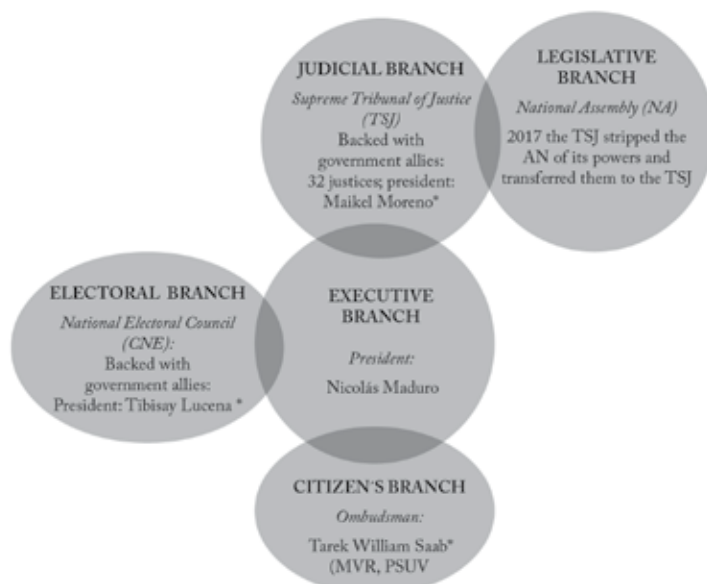 JUDICIAL BRANCH
Supreme Tribunal of Justice
(TSJ)
Backed with
government allies:
32 justices; president:
Maikel Moreno*
LEGISLATIVE
BRANCH
National Assembly (NA)
2017 the TSJ stripped the
AN of its powers and
transferred them to the TSJ
ELECTORAL BRANCH
National Electoral Council
(CNE):
Backed with
government allies:
President: Tibisay Lucena *
EXECUTIVE
BRANCH
President:
Nicolás Maduro
CITIZEN´S BRANCH
Ombudsman:
Tarek William Saab*
(MVR, PSUV